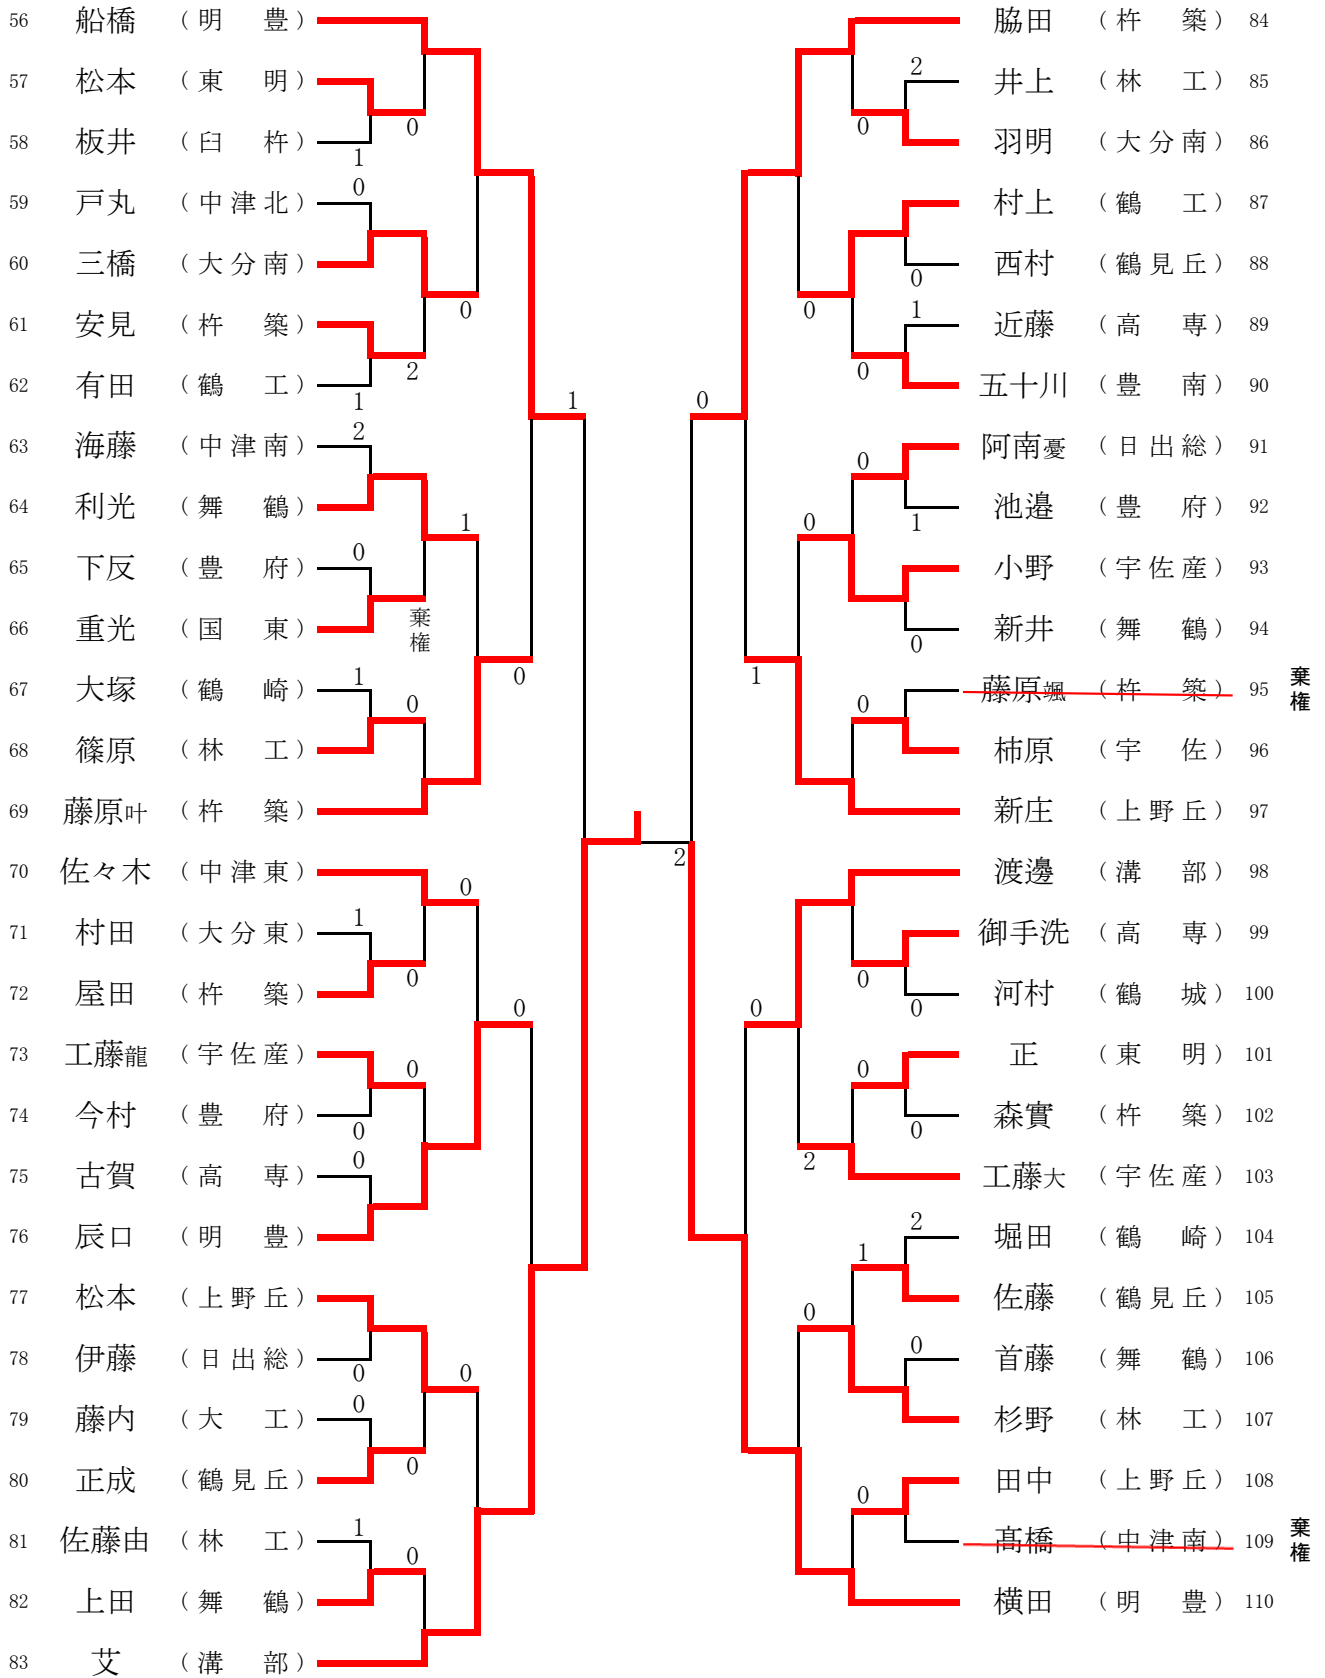 56 船橋 （明 豊）
57 松本 （東 明）
0
58 板井 （臼 杵）
1
0
59 戸丸 （中津北）
60 三橋 （大分南）
0
61 安見 （杵 築）
2
62 有田 （鶴 工）
1
1
2
63 海藤 （中津南）
64 利光 （舞 鶴）
1
0
65 下反 （豊 府）
棄権
66 重光 （国 東）
1
0
67 大塚 （鶴 崎）
0
68 篠原 （林 工）
69 藤原叶 （杵 築）
2
70 佐々木 （中津東）
0
1
71 村田 （大分東）
0
72 屋田 （杵 築）
0
73 工藤龍 （宇佐産）
0
74 今村 （豊 府）
0
0
75 古賀 （高 専）
76 辰口 （明 豊）
77 松本 （上野丘）
78 伊藤 （日出総）
0
0
0
79 藤内 （大 工）
0
80 正成 （鶴見丘）
1
81 佐藤由 （林 工）
0
82 上田 （舞 鶴）
83 艾 （溝 部）
脇田 （杵 築） 84
2
井上 （林 工） 85
0
羽明 （大分南） 86
村上 （鶴 工） 87
西村 （鶴見丘） 88
0
0
1
近藤 （高 専） 89
0
五十川 （豊 南） 90
0
阿南憂 （日出総） 91
0
池邉 （豊 府） 92
1
0
小野 （宇佐産） 93
新井 （舞 鶴） 94
0
1
藤原颯 （杵 築） 95 棄権
0
柿原 （宇 佐） 96
新庄 （上野丘） 97
渡邊 （溝 部） 98
御手洗 （高 専） 99
0
河村 （鶴 城） 100
0
0
正 （東 明） 101
0
森實 （杵 築） 102
0
2
工藤大 （宇佐産） 103
2
堀田 （鶴 崎） 104
1
佐藤 （鶴見丘） 105
0
0
首藤 （舞 鶴） 106
杉野 （林 工） 107
田中 （上野丘） 108
0
髙橋 （中津南） 109 棄権
横田 （明 豊） 110